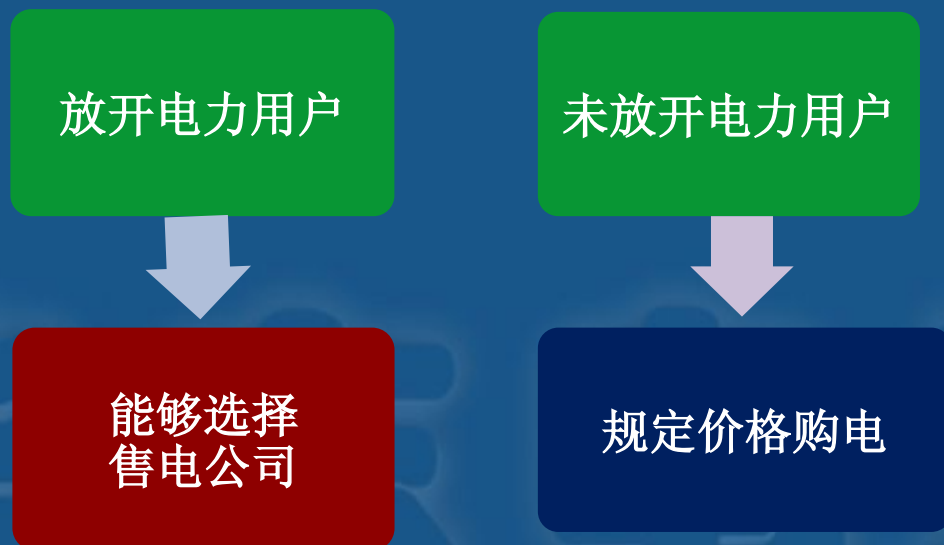 放开电力用户
未放开电力用户
能够选择
售电公司
规定价格购电